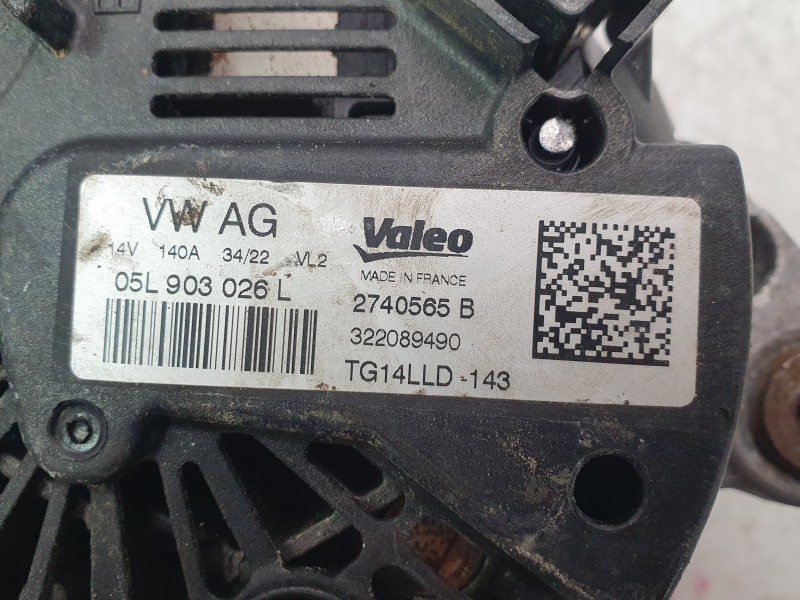 VW AG
14V 140A 34/22 VL2
05L 903 026 L
Valeo
MADE IN FRANCE
2740565 B
322089490
TG14LLD -143